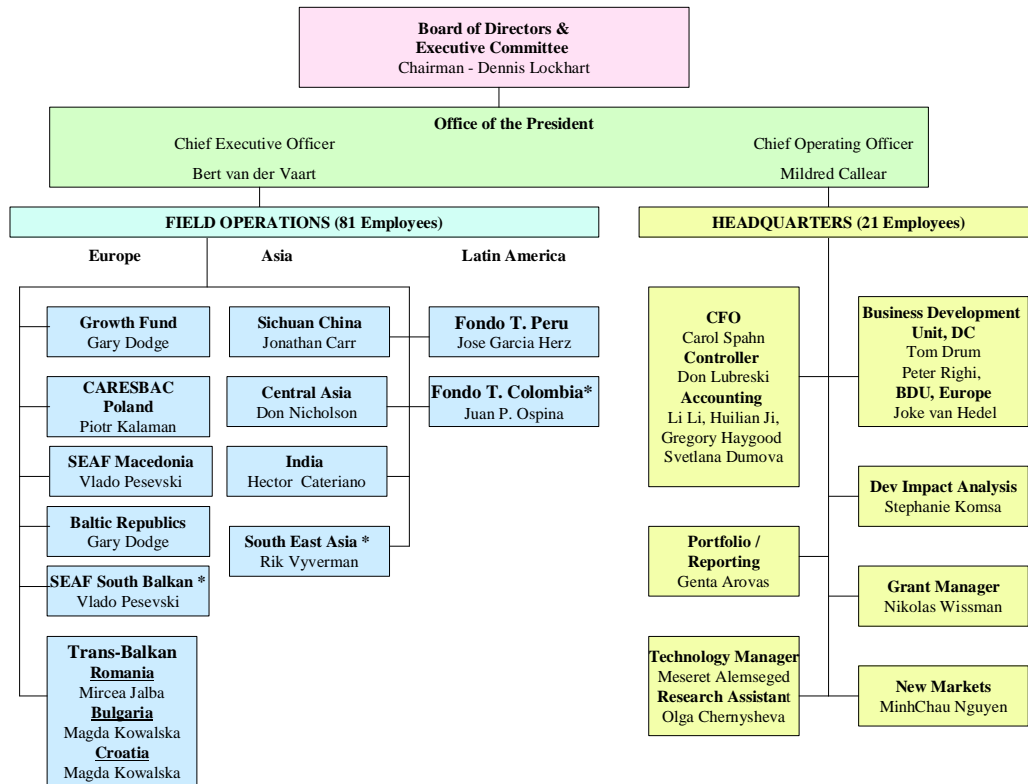 Board of Directors &
Executive Committee
Chairman - Dennis Lockhart
Office of the President
Chief Executive Officer
Bert van der Vaart
Chief Operating Officer
Mildred Callear
FIELD OPERATIONS (81 Employees)
Europe
Asia
Latin America
Growth Fund
Gary Dodge
CARESBAC
Poland
Piotr Kalaman
SEAF Macedonia
Vlado Pesevski
Baltic Republics
Gary Dodge
SEAF South Balkan *
Vlado Pesevski
Trans-Balkan
Romania
Mircea Jalba
Bulgaria
Magda Kowalska
Croatia
Magda Kowalska
Sichuan China
Jonathan Carr
Central Asia
Don Nicholson
India
Hector Cateriano
South East Asia *
Rik Vyverman
Fondo T. Peru
Jose Garcia Herz
Fondo T. Colombia*
Juan P. Ospina
HEADQUARTERS (21 Employees)
CFO
Carol Spahn
Controller
Don Lubreski
Accounting
Li Li, Huilian Ji,
Gregory Haygood
Svetlana Dumova
Portfolio /
Reporting
Genta Arovas
Technology Manager
Meseret Alemseged
Research Assistant
Olga Chernysheva
Business Development
Unit, DC
Tom Drum
Peter Righi,
BDU, Europe
Joke van Hedel
Dev Impact Analysis
Stephanie Komsa
Grant Manager
Nikolas Wissman
New Markets
MinhChau Nguyen